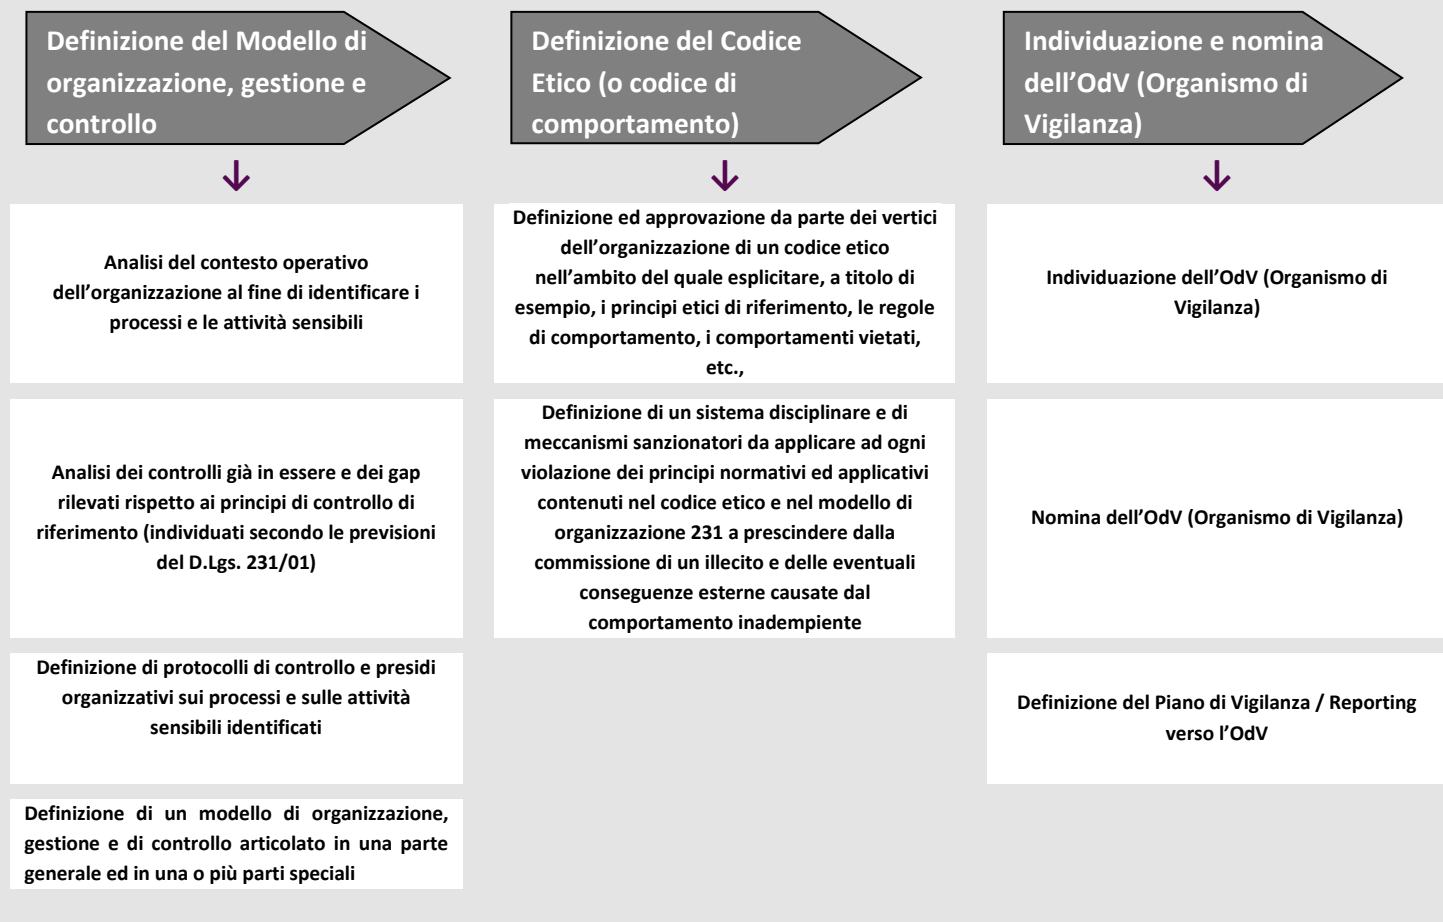 Definizione del Modello di
organizzazione, gestione e
controllo
Definizione del Codice
Etico (o codice di
comportamento)
Individuazione e nomina
dell’OdV (Organismo di
Vigilanza)
Analisi del contesto operativo
dell’organizzazione al fine di identificare i
processi e le attività sensibili
Definizione ed approvazione da parte dei vertici
dell’organizzazione di un codice etico
nell’ambito del quale esplicitare, a titolo di
esempio, i principi etici di riferimento, le regole
di comportamento, i comportamenti vietati,
etc.,
Individuazione dell’OdV (Organismo di
Vigilanza)
Analisi dei controlli già in essere e dei gap
rilevati rispetto ai principi di controllo di
riferimento (individuati secondo le previsioni
del D.Lgs. 231/01)
Definizione di un sistema disciplinare e di
meccanismi sanzionatori da applicare ad ogni
violazione dei principi normativi ed applicativi
contenuti nel codice etico e nel modello di
organizzazione 231 a prescindere dalla
commissione di un illecito e delle eventuali
conseguenze esterne causate dal
comportamento inadempiente
Nomina dell’OdV (Organismo di Vigilanza)
Definizione di protocolli di controllo e presidi
organizzativi sui processi e sulle attività
sensibili identificati
Definizione del Piano di Vigilanza / Reporting
verso l’OdV
Definizione di un modello di organizzazione,
gestione e di controllo articolato in una parte
generale ed in una o più parti speciali